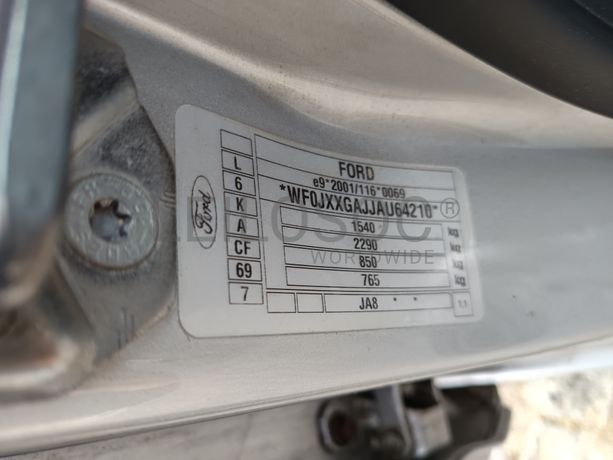 Ford
L
6
K
A
CF
69
7
FORD
e9*2001/116*0069
*WF0JXXGAJJAU64210* R
1540 kg
2290 kg
850 kg
765 kg
JA8 * * 1.1
WORLDWIDE